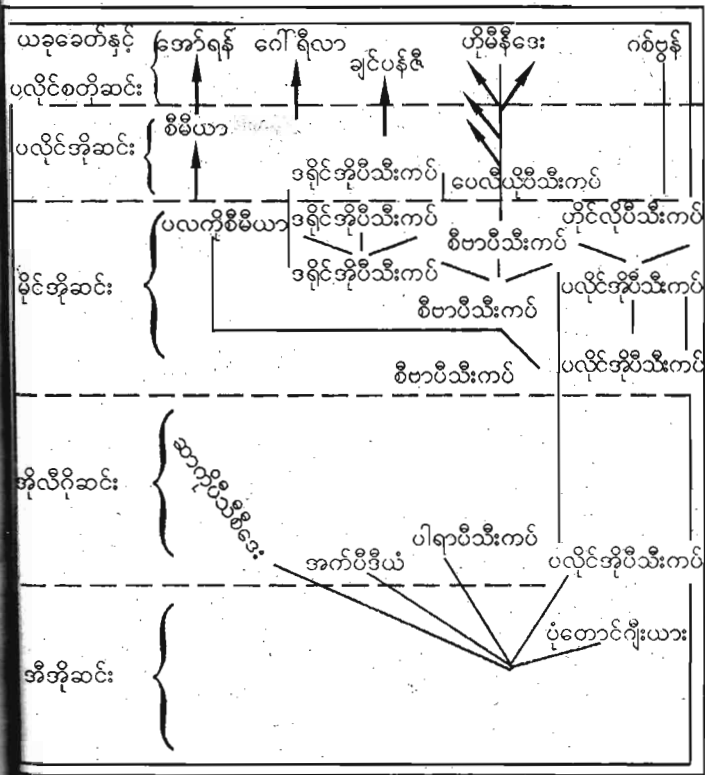 ယခုခေတ်နှင့်
ပလိုင်စတိုဆင်း
အော်ရန်
ဂေါ်ရီလာ
ချင်ပန်ဇီ
ဟိုမီနီဒေး
ဂစ်ဗွန်
ပလိုင်အိုဆင်း
စီမီယာ
ဒရိုင်အိုပီသီးကပ်
ပေလီယိုပီသီးကပ်
မိုင်အိုဆင်း
ပလကိုစီမီယာ
ဒရိုင်အိုပီသီးကပ်
ဟိုင်လိုပီသီးကပ်
စီဗာပီသီးကပ်
ဒရိုင်အိုပီသီးကပ်
ပလိုင်အိုပီသီးကပ်
စီဗာပီသီးကပ်
စီဗာပီသီးကပ်
ပလိုင်အိုပီသီးကပ်
အိုလီဂိုဆင်း
ဆာကိုပီသီစီဒေး
အက်ပီဒီယံ
ပါရာပီသီးကပ်
ပလိုင်အိုပီသီးကပ်
အီအိုဆင်း
ပုံတောင်ဂျီးယား